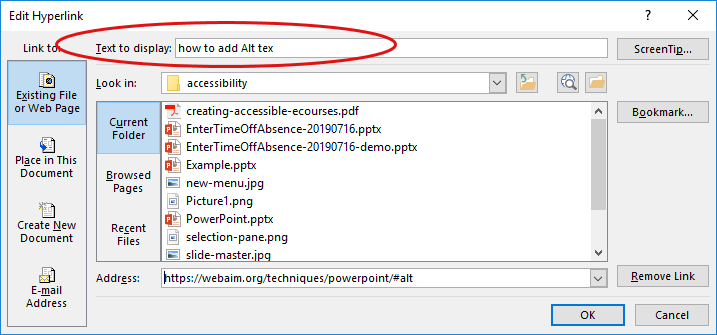 Edit Hyperlink
Link to:
Text to display: how to add Alt tex
ScreenTip...
Existing File
or Web Page
Place in This
Document
Create New
Document
E-mail
Address
Look in: accessibility
Current
Folder
Browsed
Pages
Recent
Files
creating-accessible-ecourses.pdf
EnterTimeOffAbsence-20190716.pptx
EnterTimeOffAbsence-20190716-demo.pptx
Example.pptx
new-menu.jpg
Picture1.png
PowerPoint.pptx
selection-pane.png
slide-master.jpg
Bookmark...
Address: https://webaim.org/techniques/powerpoint/#alt
Remove Link
OK
Cancel